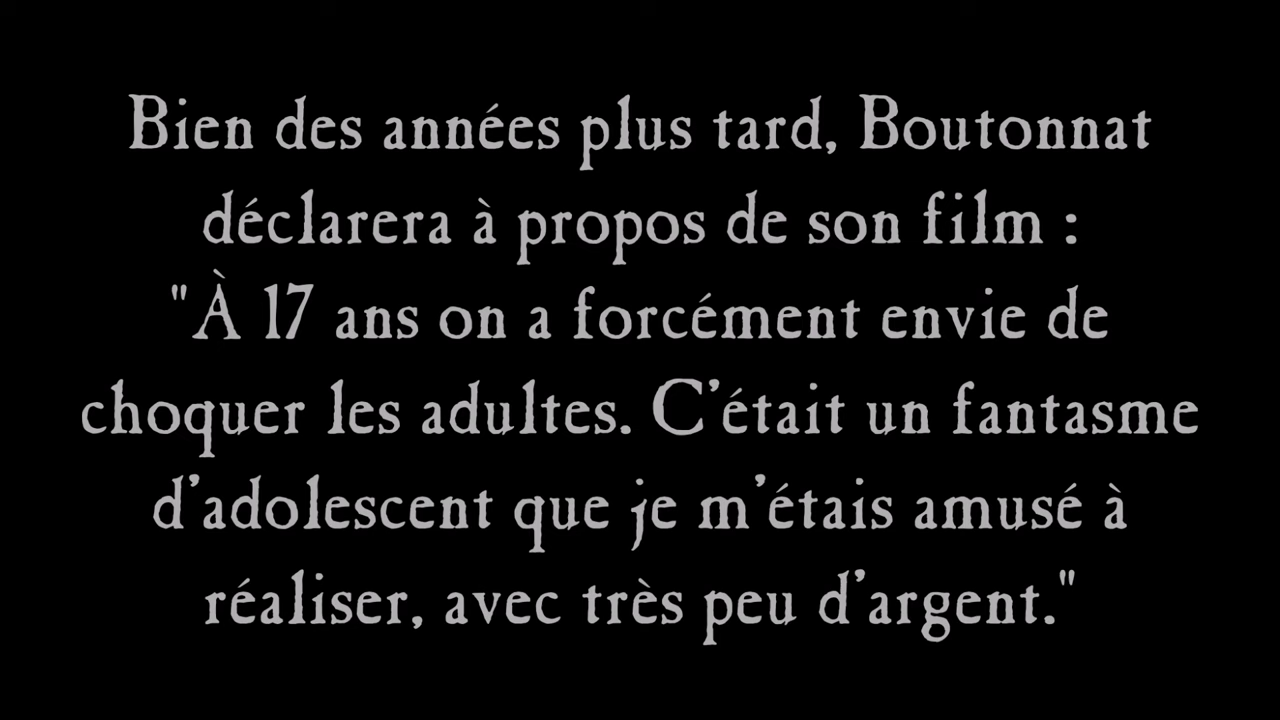 Bien des années plus tard, Boutonnat
déclarera à propos de son film :
"À 17 ans on a forcément envie de
choquer les adultes. C'était un fantasme
d'adolescent que je m'étais amusé à
réaliser, avec très peu d'argent."